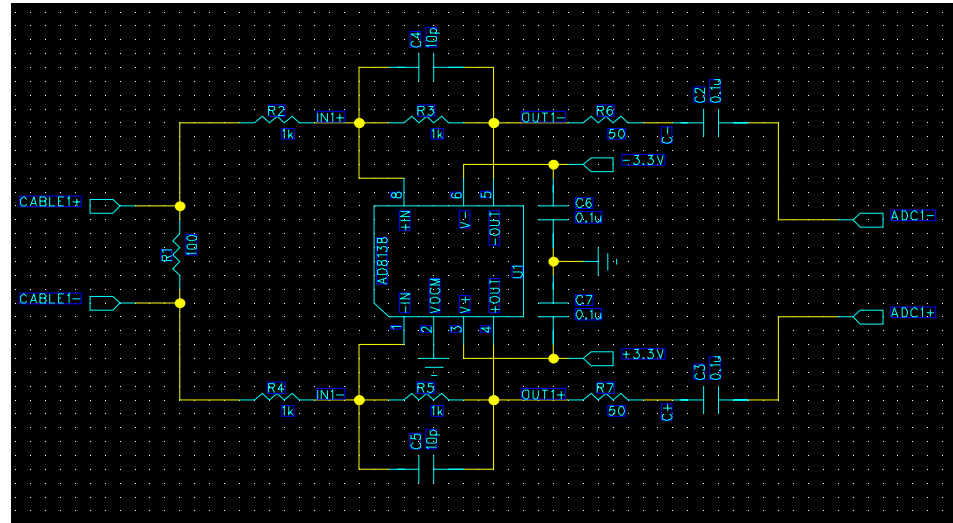 C4
10p
R2
1k
IN1+
R3
1k
OUT1-
R6
50
C-
C2
0.1u
-3.3V
CABLE1+
R1
100
CABLE1-
8
+IN
6
V-
5
-OUT
AD8138
U1
C6
0.1u
ADC1-
-IN
1
VOCM
2
V+
3
+OUT
4
C7
0.1u
+3.3V
ADC1+
R4
1k
IN1-
R5
1k
OUT1+
R7
50
C+
C3
0.1u
C5
10p